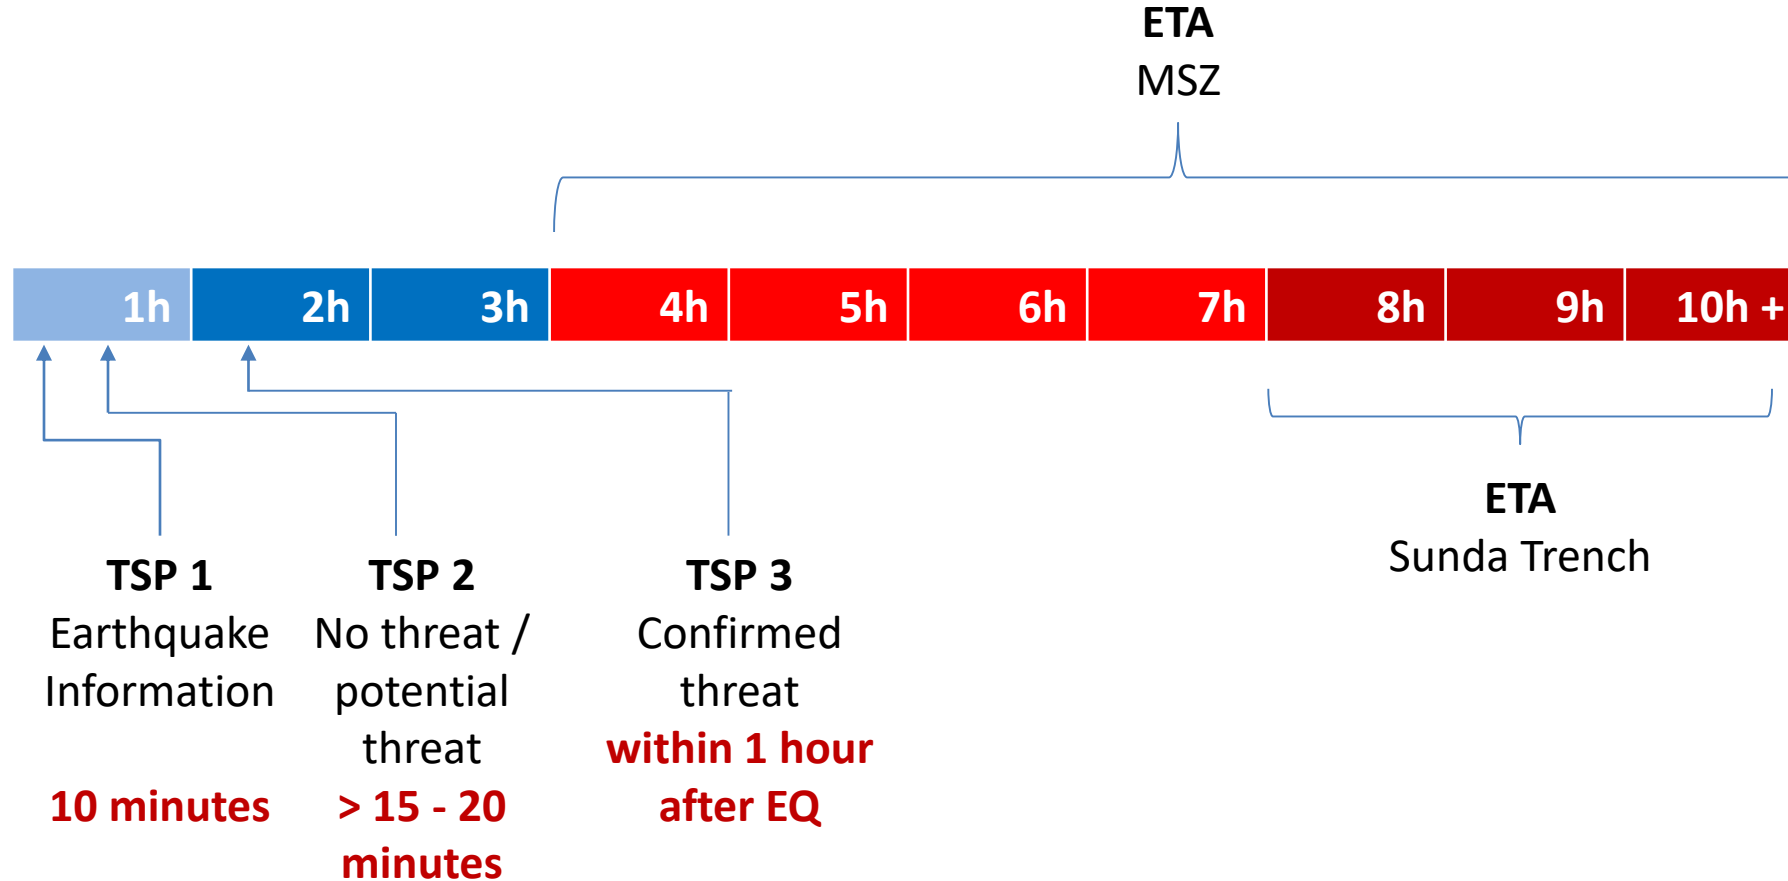 ETA
MSZ
1h
2h
3h
4h
5h
6h
7h
8h
9h
10h +
TSP 1
Earthquake
Information
10 minutes
TSP 2
No threat /
potential
threat
> 15 - 20
minutes
TSP 3
Confirmed
threat
within 1 hour
after EQ
ETA
Sunda Trench